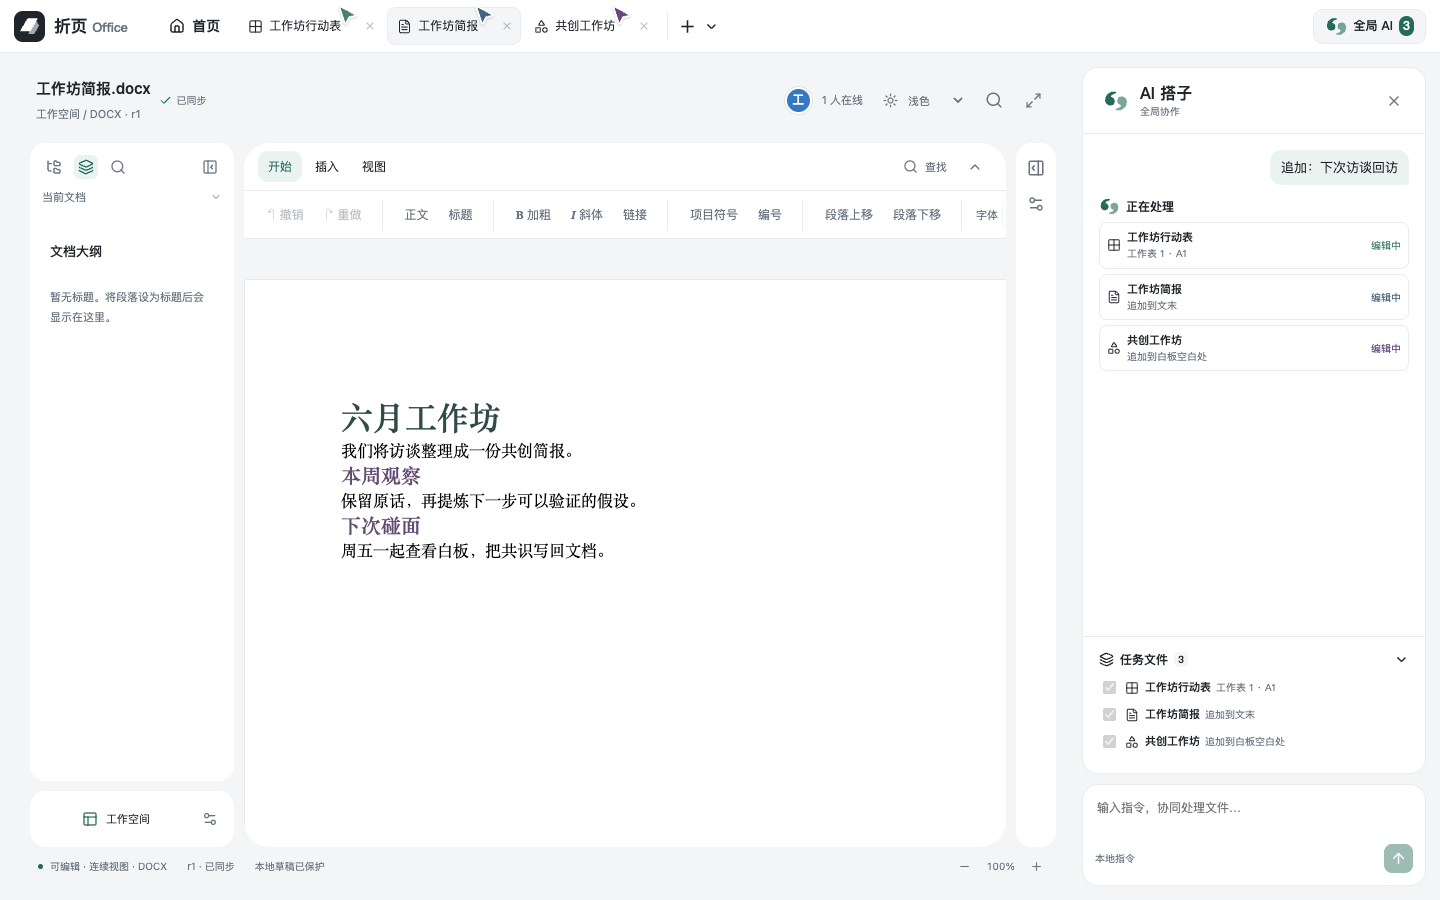 折页 Office
首页
工作坊行动表
工作坊简报
共创工作坊
全局 AI 3
工作坊简报.docx
已同步
工作空间 / DOCX · r1
工
1 人在线
浅色
当前文档
文档大纲
暂无标题。将段落设为标题后会
显示在这里。
工作空间
开始
插入
视图
查找
撤销
重做
正文
标题
B 加粗
I 斜体
链接
项目符号
编号
段落上移
段落下移
字体
六月工作坊
我们将访谈整理成一份共创简报。
本周观察
保留原话，再提炼下一步可以验证的假设。
下次碰面
周五一起查看白板，把共识写回文档。
可编辑 · 连续视图 · DOCX
r1 · 已同步
本地草稿已保护
100%
AI 搭子
全局协作
追加：下次访谈回访
正在处理
工作坊行动表
工作表 1 · A1
编辑中
工作坊简报
追加到文末
编辑中
共创工作坊
追加到白板空白处
编辑中
任务文件 3
工作坊行动表 工作表 1 · A1
工作坊简报 追加到文末
共创工作坊 追加到白板空白处
输入指令，协同处理文件...
本地指令